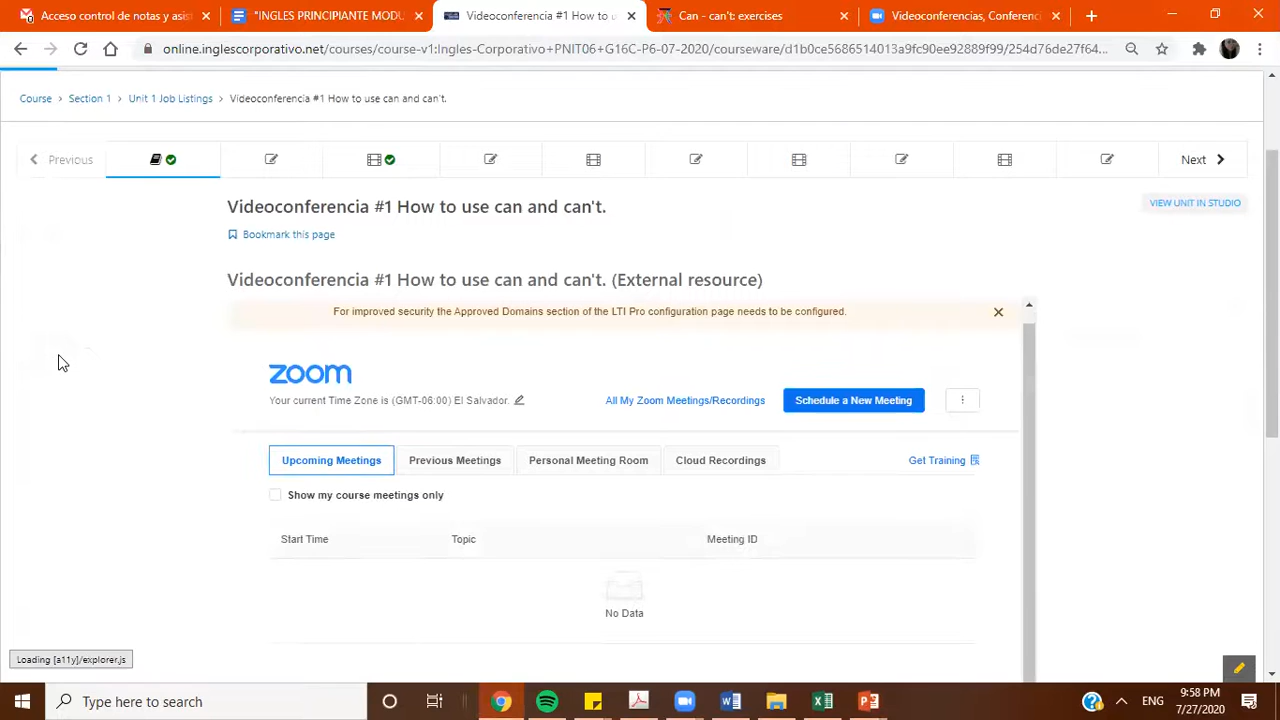 Acceso control de notas y asis
"INGLES PRINCIPIANTE MODU
Videoconferencia #1 How to u
Can - can't: exercises
Videoconferencias, Conferenc
online.inglescorporativo.net/courses/course-v1:Ingles-Corporativo+PNIT06+G16C-P6-07-2020/courseware/d1b0ce5686514013a9fc90ee92889f99/254d76de27f64...
Course > Section 1 > Unit 1 Job Listings > Videoconferencia #1 How to use can and can't.
Previous
Next
Videoconferencia #1 How to use can and can't.
VIEW UNIT IN STUDIO
Bookmark this page
Videoconferencia #1 How to use can and can't. (External resource)
For improved security the Approved Domains section of the LTI Pro configuration page needs to be configured.
zoom
Your current Time Zone is (GMT-06:00) El Salvador.
All My Zoom Meetings/Recordings
Schedule a New Meeting
Upcoming Meetings
Previous Meetings
Personal Meeting Room
Cloud Recordings
Get Training
Show my course meetings only
Start Time
Topic
Meeting ID
No Data
Loading [a11y]/explorer.js
Type here to search
ENG
9:58 PM
7/27/2020